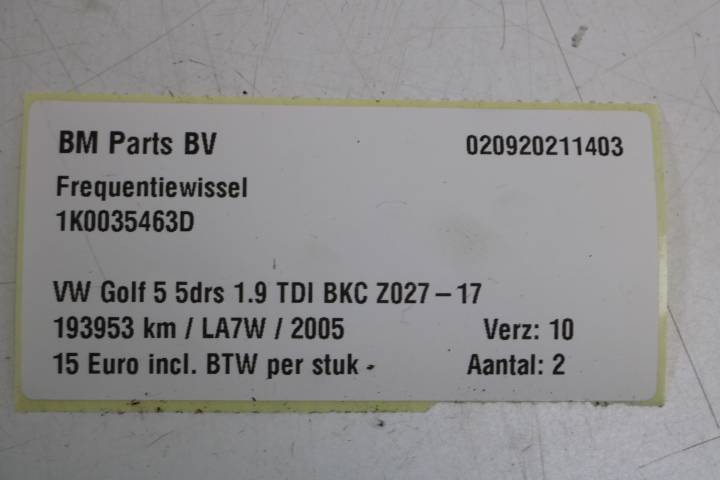 BM Parts BV 020920211403
Frequentiewissel
1K0035463D
VW Golf 5 5drs 1.9 TDI BKC Z027-17
193953 km / LA7W / 2005 Verz: 10
15 Euro incl. BTW per stuk - Aantal: 2